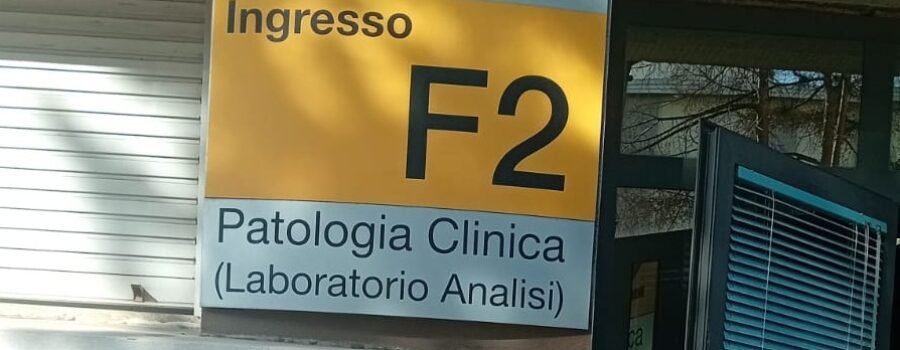 Ingresso
F2
Patologia Clinica
(Laboratorio Analisi)